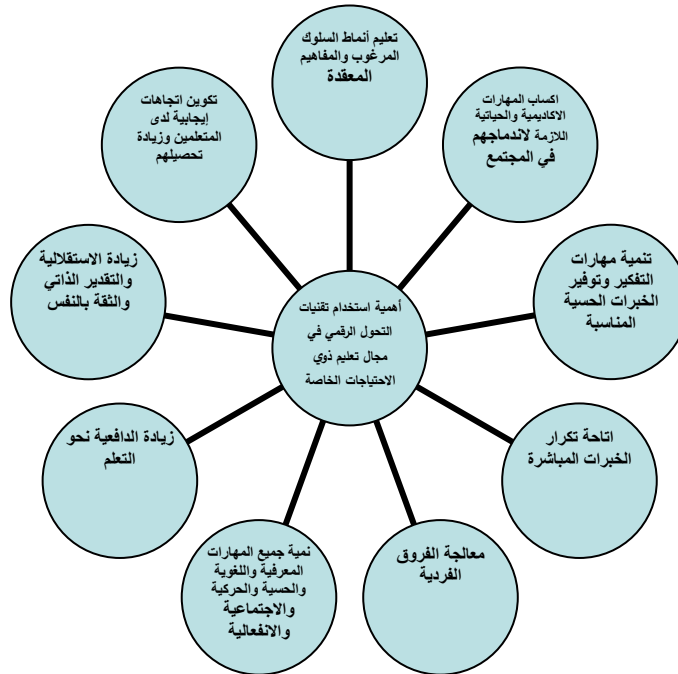 تعليم أنماط السلوك
المرغوب والمفاهيم
المعقدة
اكساب المهارات
الاكاديمية والحياتية
اللازمة لاندماجهم
في المجتمع
تنمية مهارات
التفكير وتوفير
الخبرات الحسية
المناسبة
اتاحة تكرار
الخبرات المباشرة
معالجة الفروق
الفردية
نمية جميع المهارات
المعرفية واللغوية
والحسية والحركية
والاجتماعية
والانفعالية
زيادة الدافعية نحو
التعلم
زيادة الاستقلالية
والتقدير الذاتي
والثقة بالنفس
تكوين اتجاهات
إيجابية لدى
المتعلمين وزيادة
تحصيلهم
أهمية استخدام تقنيات
التحول الرقمي في
مجال تعليم ذوي
الاحتياجات الخاصة